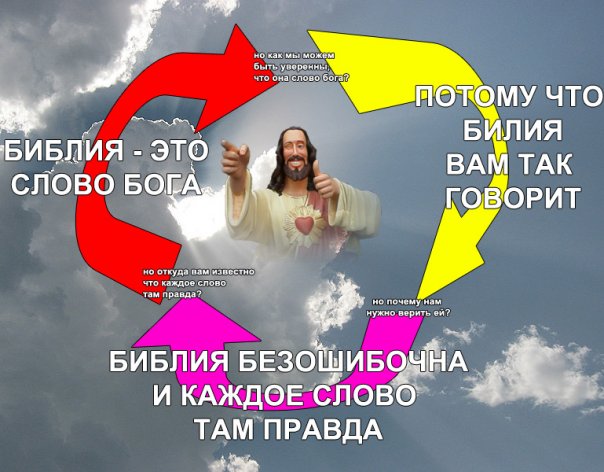 но как мы можем
быть уверенны,
что она слово бога?
ПОТОМУ ЧТО
БИЛИЯ
ВАМ ТАК
ГОВОРИТ
но почему нам
нужно верить ей?
БИБЛИЯ БЕЗОШИБОЧНА
И КАЖДОЕ СЛОВО
ТАМ ПРАВДА
но откуда вам известно
что каждое слово
там правда?
БИБЛИЯ - ЭТО
СЛОВО БОГА